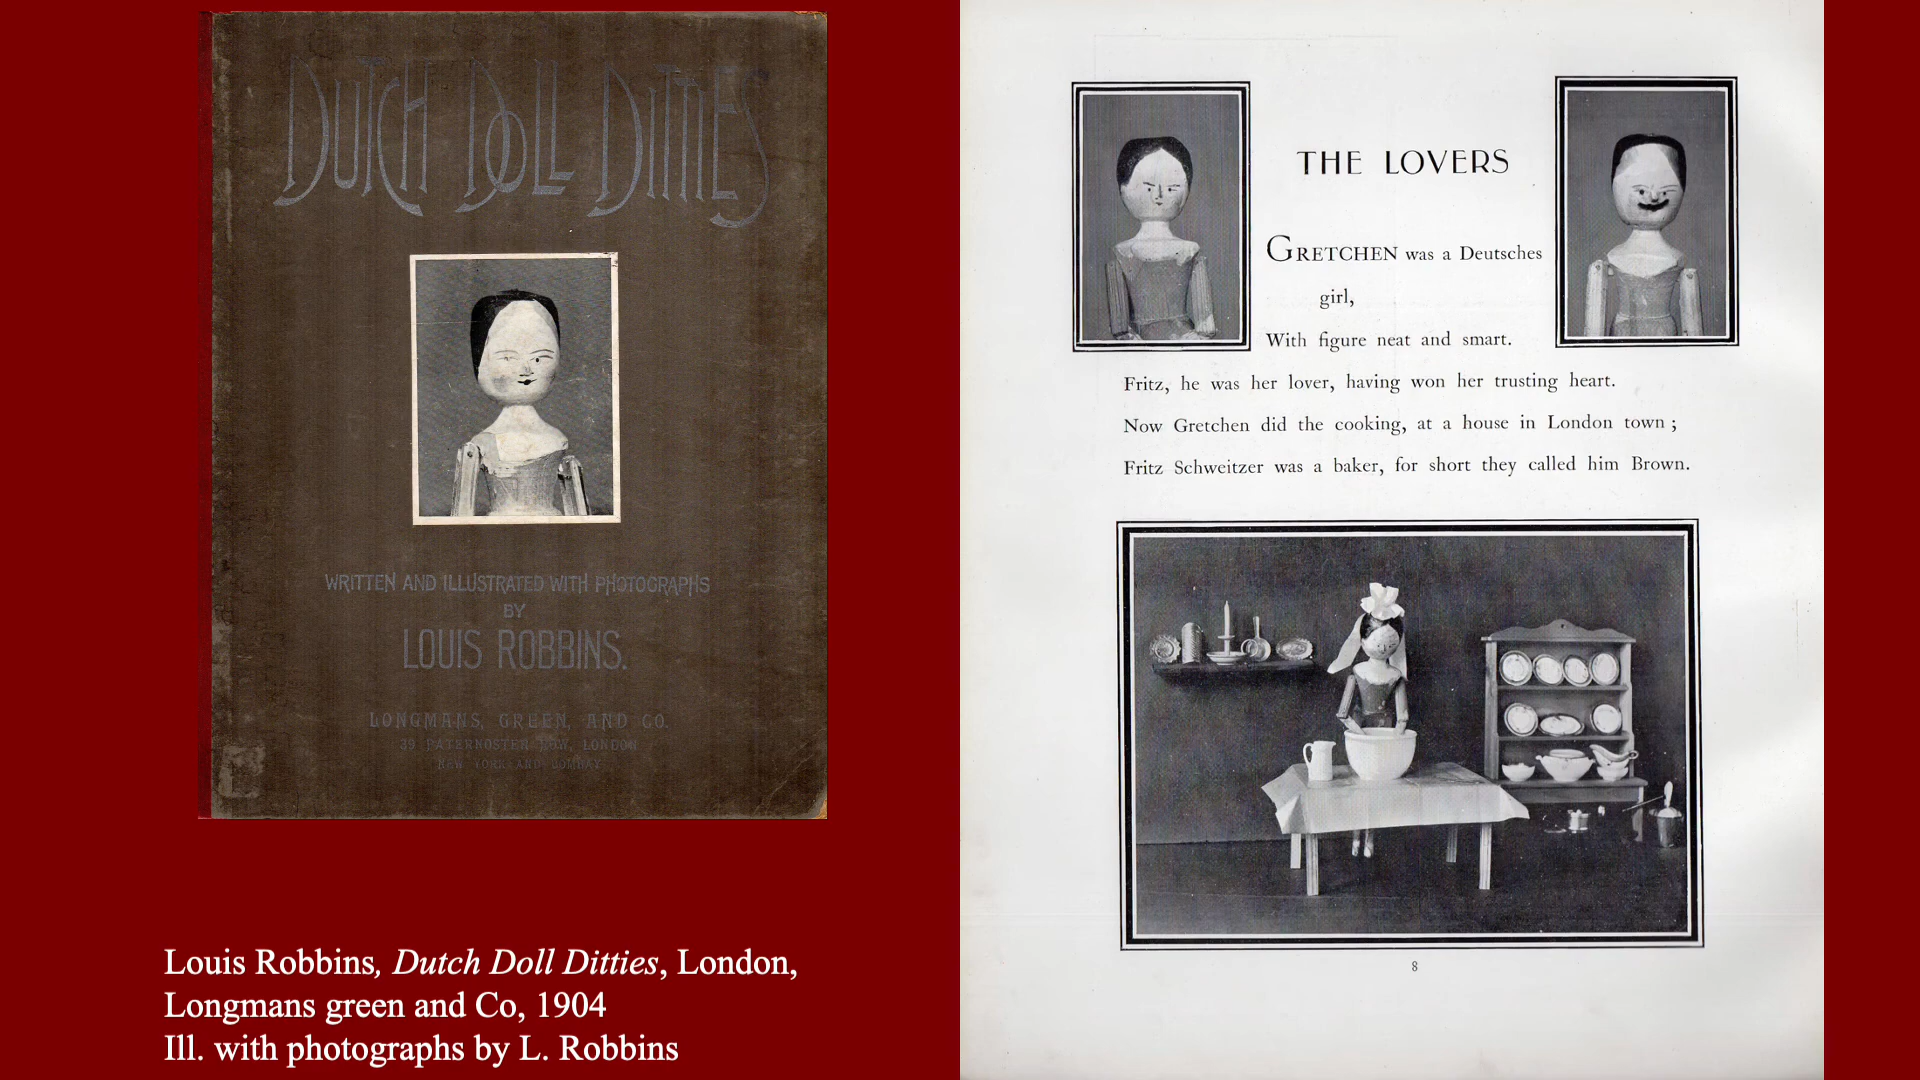 DUTCH DOLL DITTIES
WRITTEN AND ILLUSTRATED WITH PHOTOGRAPHS
BY
LOUIS ROBBINS.
LONGMANS, GREEN, AND CO.
39 PATERNOSTER ROW, LONDON
NEW YORK AND BOMBAY
Louis Robbins, Dutch Doll Ditties, London,
Longmans green and Co, 1904
Ill. with photographs by L. Robbins
THE LOVERS
GRETCHEN was a Deutsches
girl,
With figure neat and smart.
Fritz, he was her lover, having won her trusting heart.
Now Gretchen did the cooking, at a house in London town ;
Fritz Schweitzer was a baker, for short they called him Brown.
8